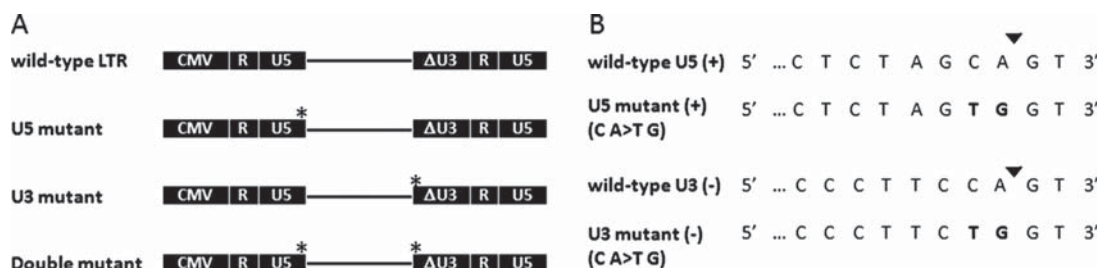 A
wild-type LTR CMV R U5 ΔU3 R U5
*
U5 mutant CMV R U5 ΔU3 R U5
*
U3 mutant CMV R U5 ΔU3 R U5
* *
Double mutant CMV R U5 ΔU3 R U5
B
wild-type U5 (+) 5′ ... C T C T A G C A G T 3′
U5 mutant (+) 5′ ... C T C T A G T G G T 3′
(C A>T G)
wild-type U3 (-) 5′ ... C C C T T C C A G T 3′
U3 mutant (-) 5′ ... C C C T T C T G G T 3′
(C A>T G)